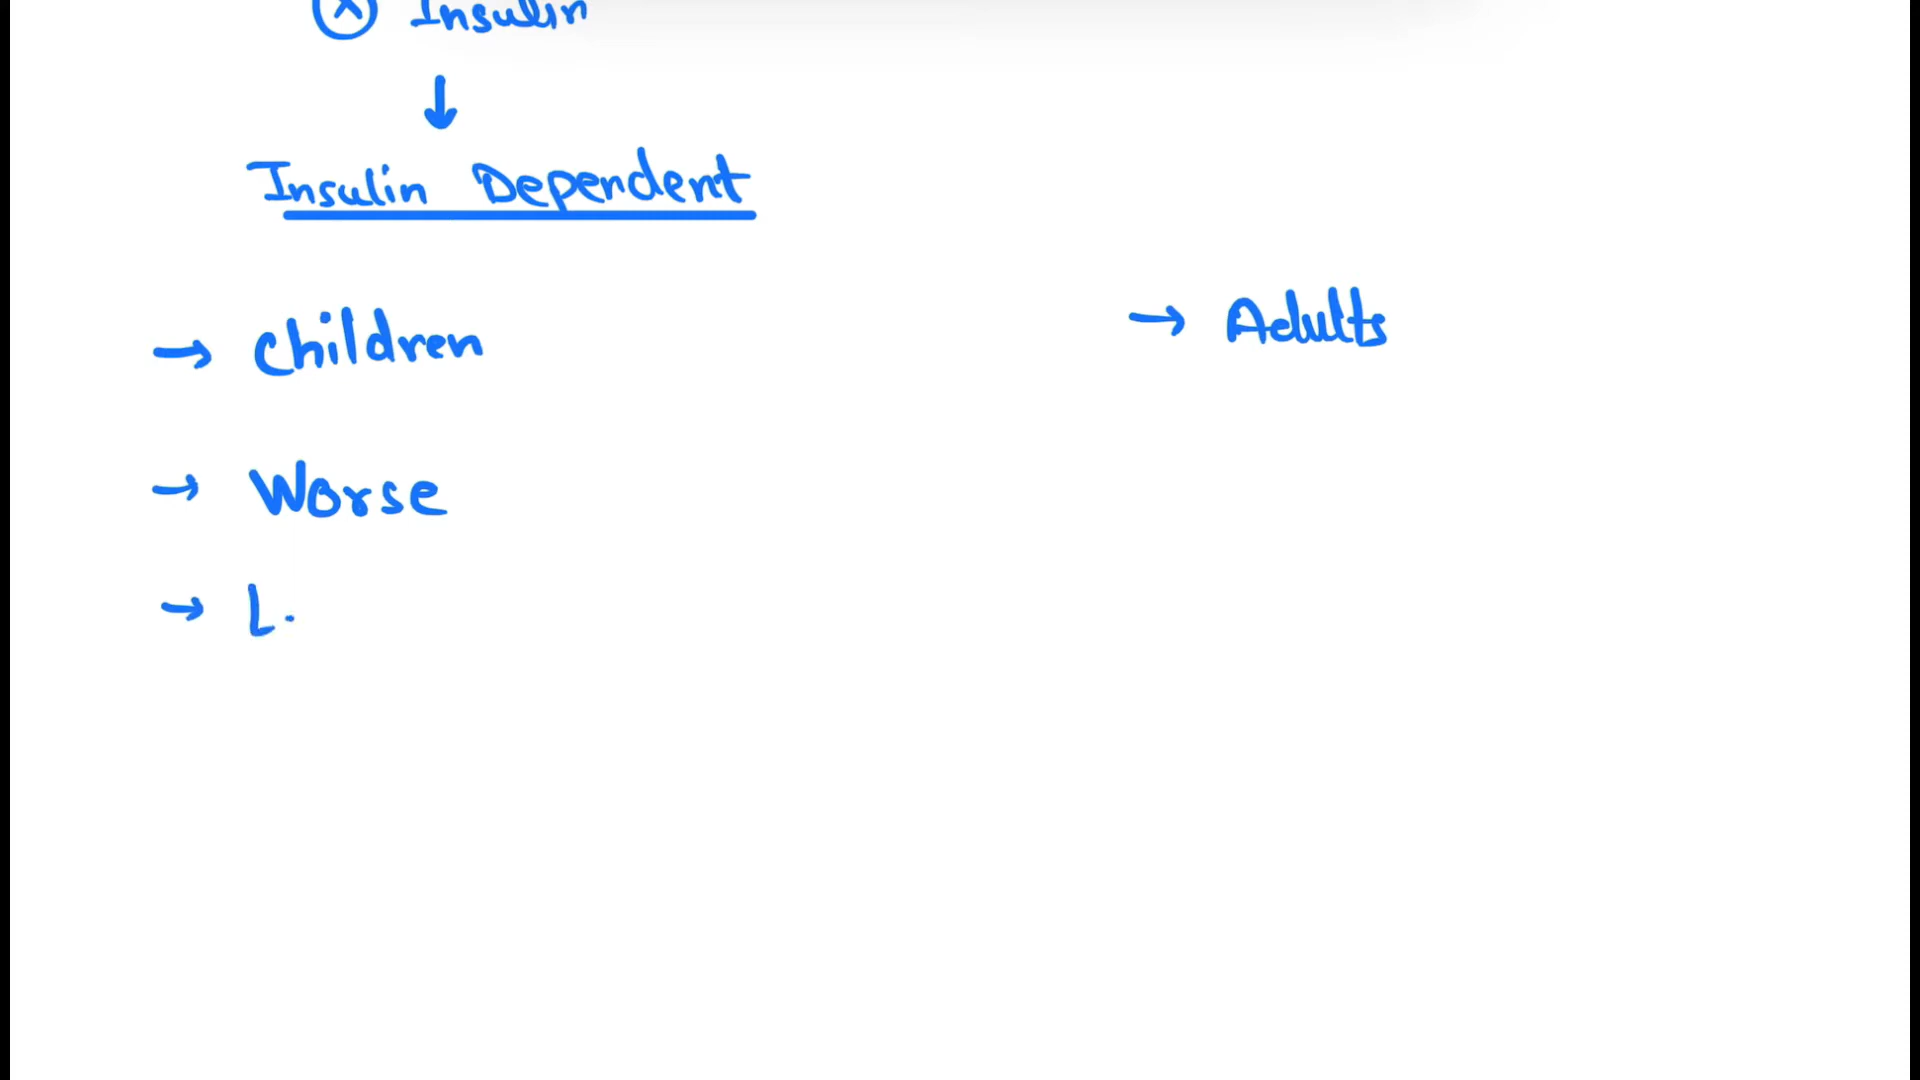 Ⓧ Insulin
↓
Insulin Dependent
→ Children
→ Adults
→ Worse
→ L.